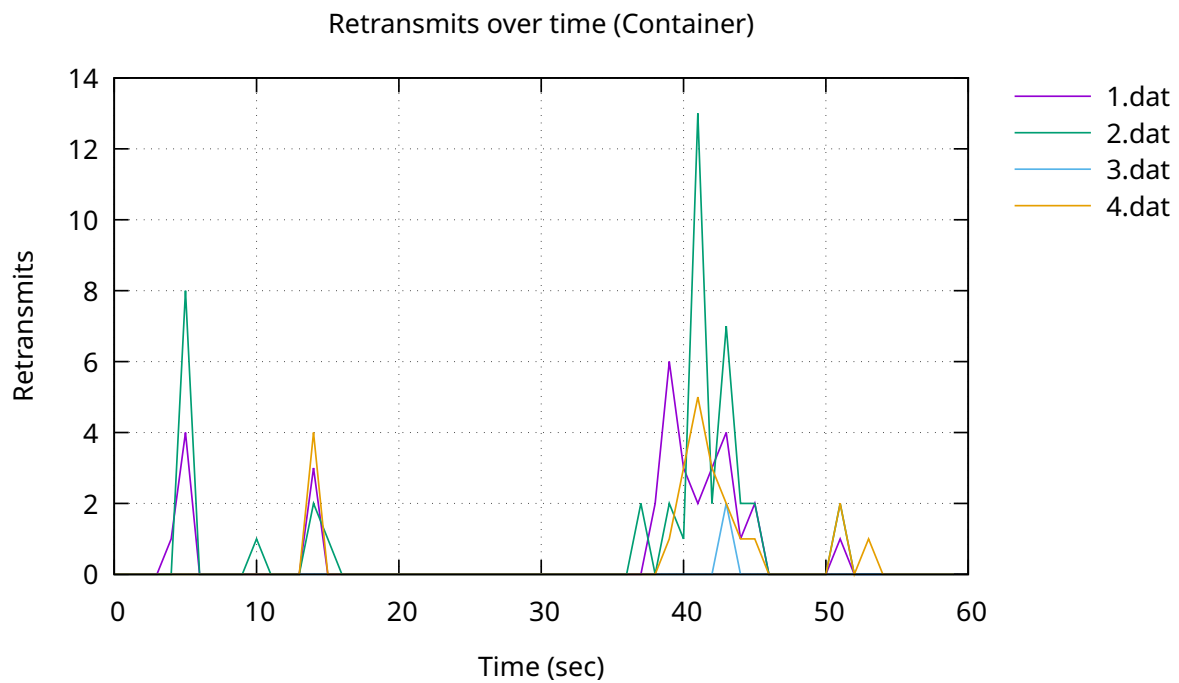 Retransmits over time (Container)
14
12
10
8
6
4
2
0
Retransmits
0 10 20 30 40 50 60
Time (sec)
1.dat
2.dat
3.dat
4.dat